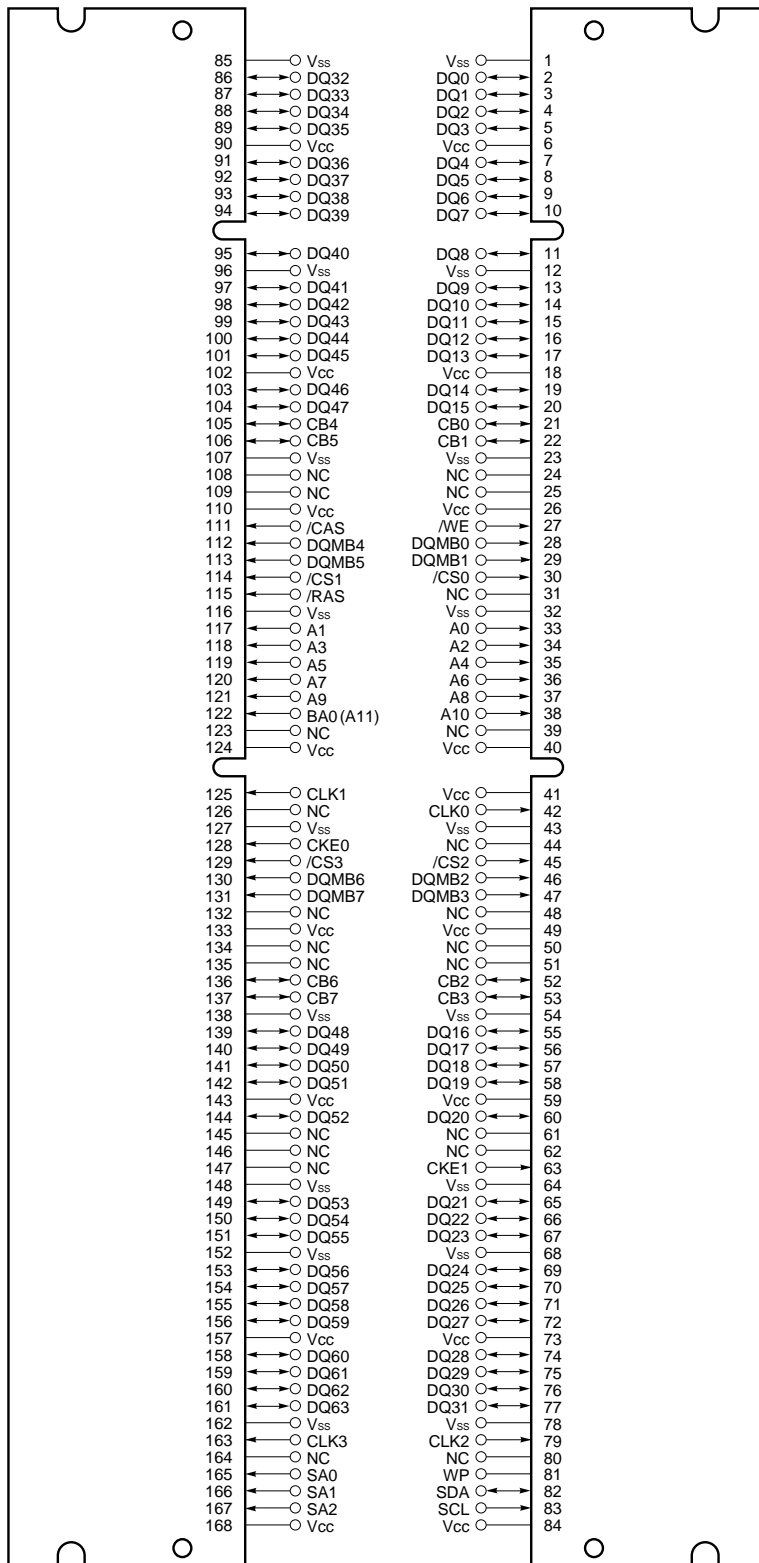 85 Vss Vss 1
86 DQ32 DQ0 2
87 DQ33 DQ1 3
88 DQ34 DQ2 4
89 DQ35 DQ3 5
90 Vcc Vcc 6
91 DQ36 DQ4 7
92 DQ37 DQ5 8
93 DQ38 DQ6 9
94 DQ39 DQ7 10
95 DQ40 DQ8 11
96 Vss Vss 12
97 DQ41 DQ9 13
98 DQ42 DQ10 14
99 DQ43 DQ11 15
100 DQ44 DQ12 16
101 DQ45 DQ13 17
102 Vcc Vcc 18
103 DQ46 DQ14 19
104 DQ47 DQ15 20
105 CB4 CB0 21
106 CB5 CB1 22
107 Vss Vss 23
108 NC NC 24
109 NC NC 25
110 Vcc Vcc 26
111 /CAS /WE 27
112 DQMB4 DQMB0 28
113 DQMB5 DQMB1 29
114 /CS1 /CS0 30
115 /RAS NC 31
116 Vss Vss 32
117 A1 A0 33
118 A3 A2 34
119 A5 A4 35
120 A7 A6 36
121 A9 A8 37
122 BA0 (A11) A10 38
123 NC NC 39
124 Vcc Vcc 40
125 CLK1 Vcc 41
126 NC CLK0 42
127 Vss Vss 43
128 CKE0 NC 44
129 /CS3 /CS2 45
130 DQMB6 DQMB2 46
131 DQMB7 DQMB3 47
132 NC NC 48
133 Vcc Vcc 49
134 NC NC 50
135 NC NC 51
136 CB6 CB2 52
137 CB7 CB3 53
138 Vss Vss 54
139 DQ48 DQ16 55
140 DQ49 DQ17 56
141 DQ50 DQ18 57
142 DQ51 DQ19 58
143 Vcc Vcc 59
144 DQ52 DQ20 60
145 NC NC 61
146 NC NC 62
147 NC CKE1 63
148 Vss Vss 64
149 DQ53 DQ21 65
150 DQ54 DQ22 66
151 DQ55 DQ23 67
152 Vss Vss 68
153 DQ56 DQ24 69
154 DQ57 DQ25 70
155 DQ58 DQ26 71
156 DQ59 DQ27 72
157 Vcc Vcc 73
158 DQ60 DQ28 74
159 DQ61 DQ29 75
160 DQ62 DQ30 76
161 DQ63 DQ31 77
162 Vss Vss 78
163 CLK3 CLK2 79
164 NC NC 80
165 SA0 WP 81
166 SA1 SDA 82
167 SA2 SCL 83
168 Vcc Vcc 84